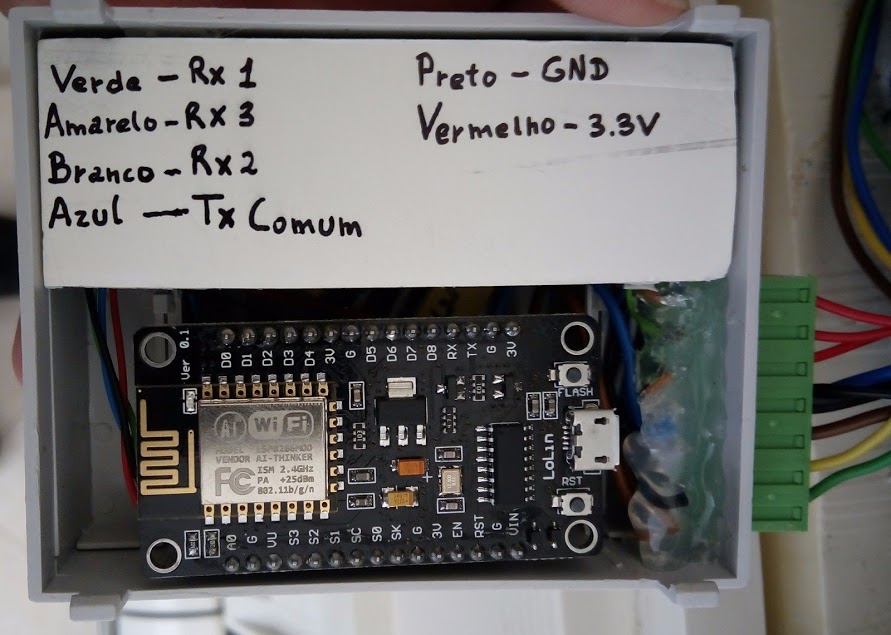 Verde - Rx 1
Amarelo - Rx 3
Branco - Rx 2
Azul - Tx Comum
Preto - GND
Vermelho - 3.3V
Ver 0.1
D0 D1 D2 D3 D4 3V G D5 D6 D7 D8 RX TX G 3V
FLASH
Ai WiFi
VENDOR AI-THINKER
FC ISM 2.4GHz
PA +25dBm
802.11b/g/n
LoLin
RST
A0 G VU S3 S2 S1 SC S0 SK G 3V EN RST G VIN